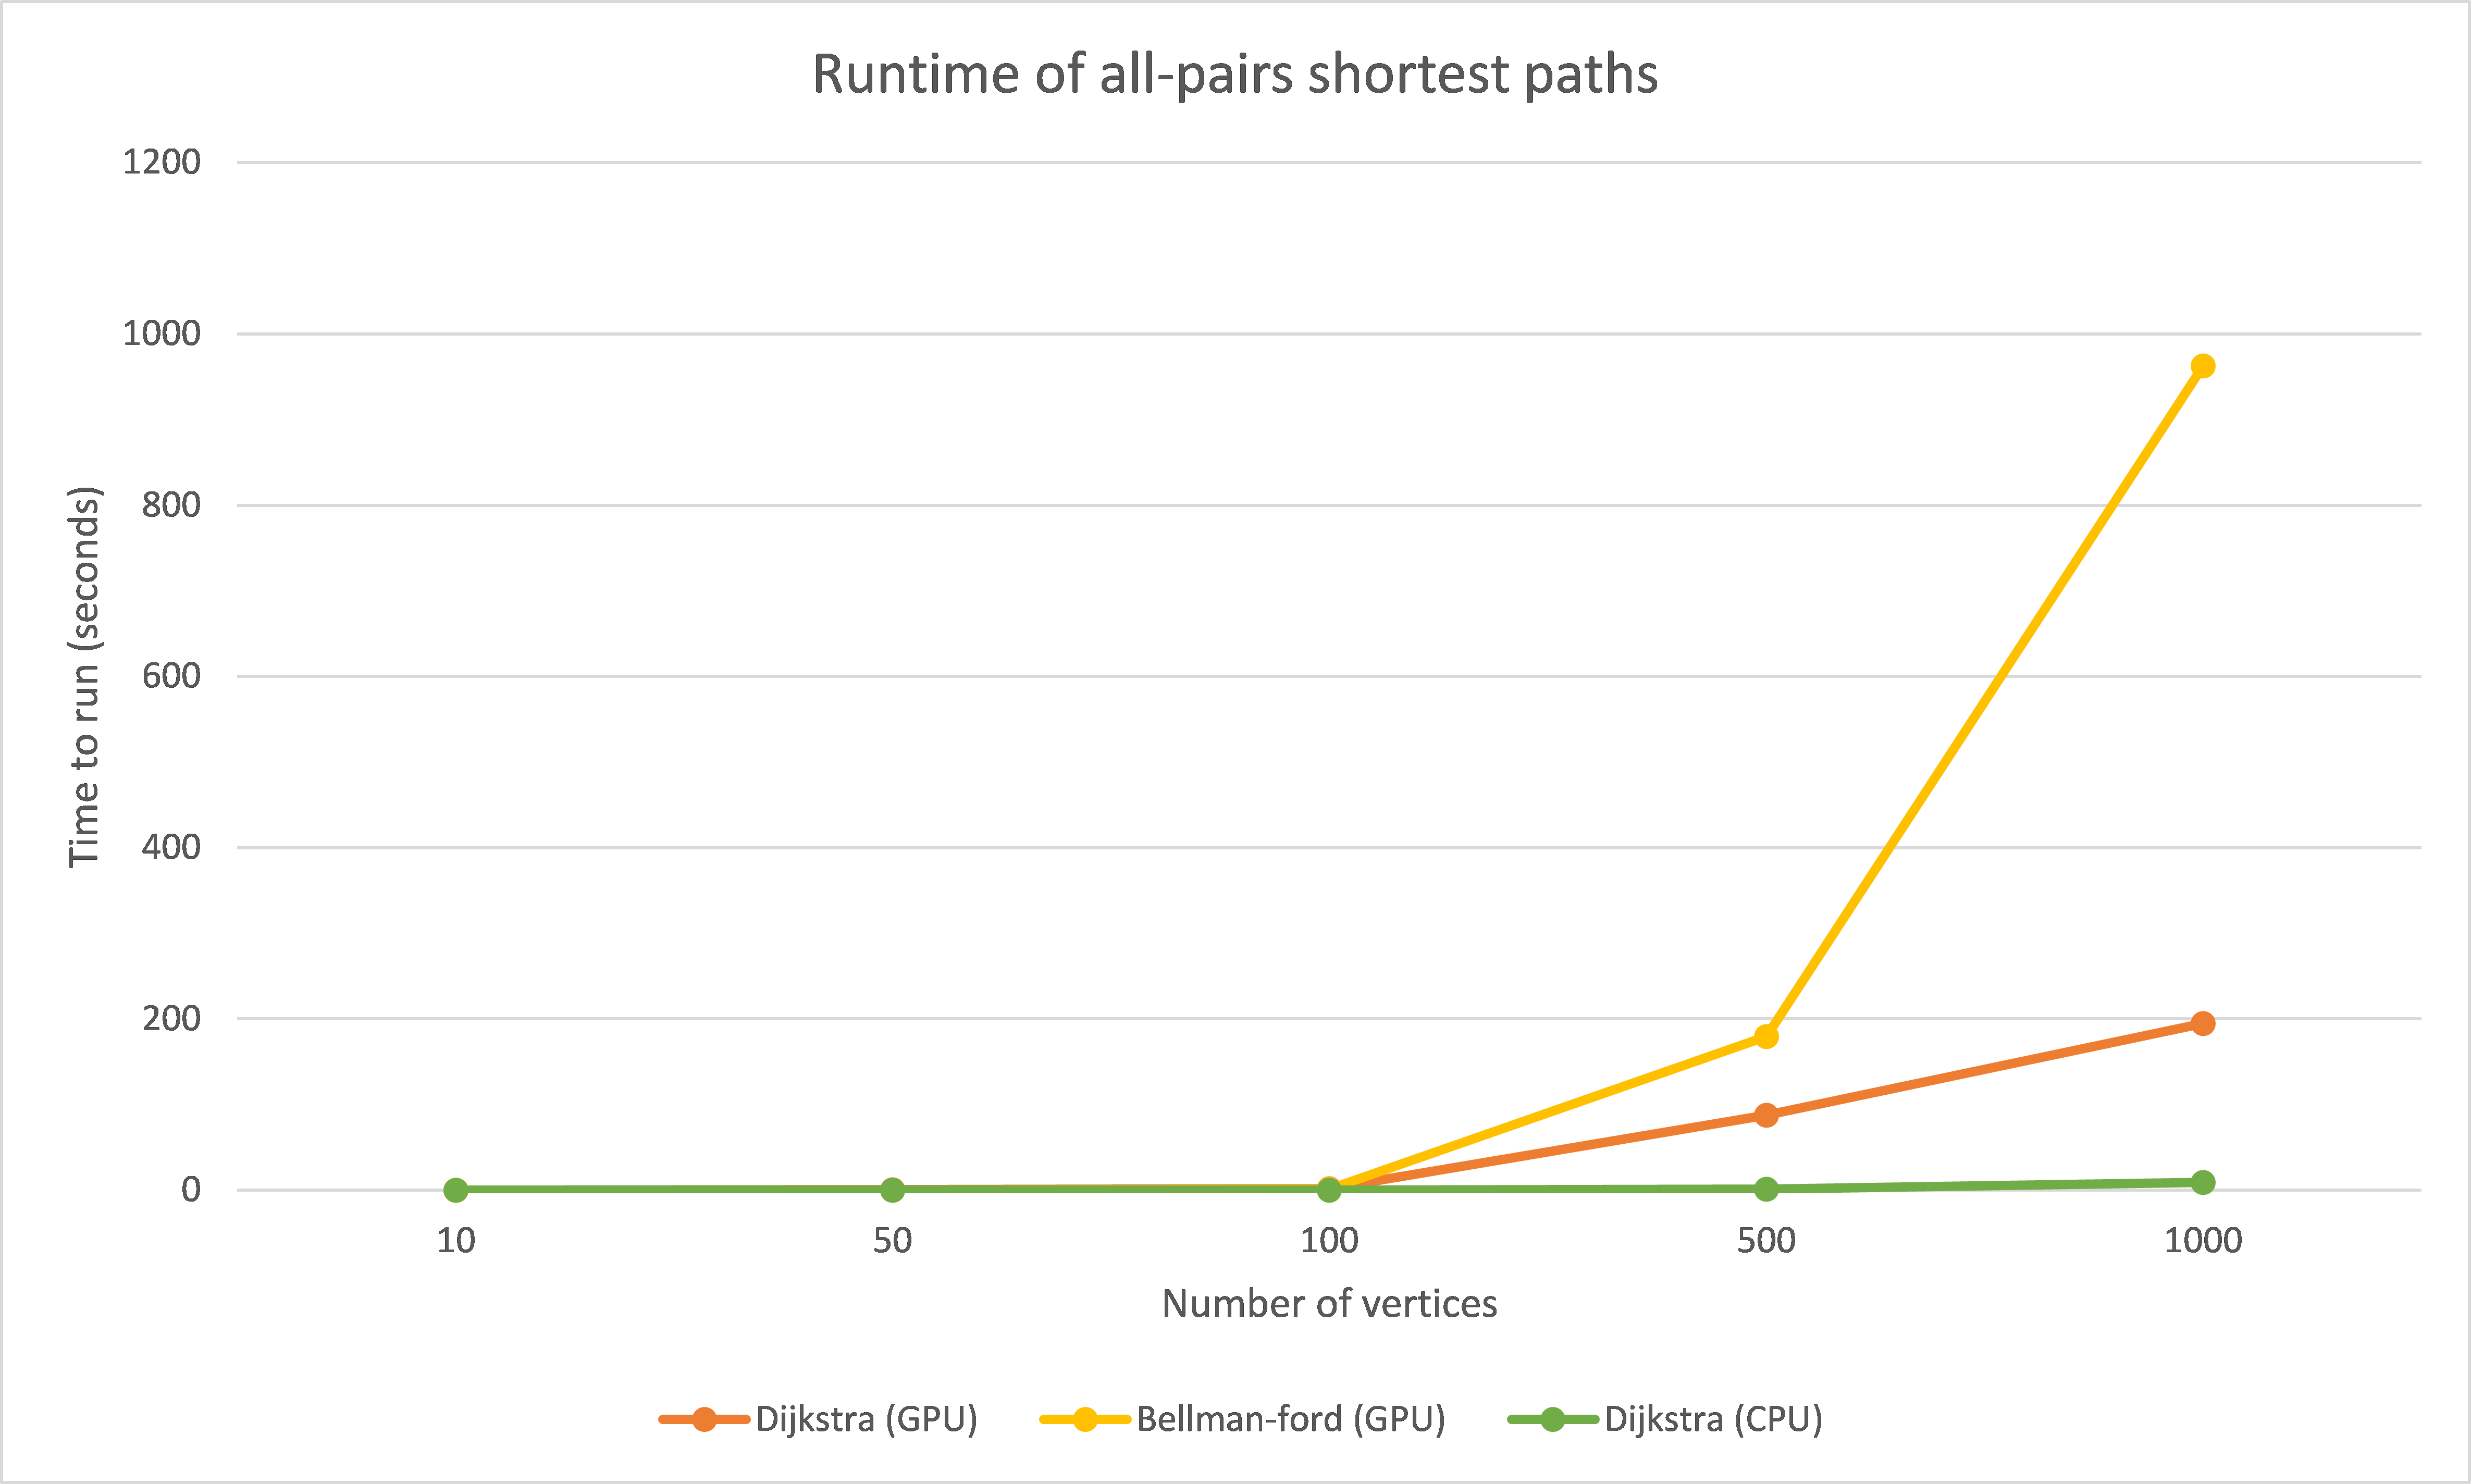 Runtime of all-pairs shortest paths
1200
1000
800
600
400
200
0
Time to run (seconds)
10 50 100 500 1000
Number of vertices
Dijkstra (GPU) Bellman-ford (GPU) Dijkstra (CPU)